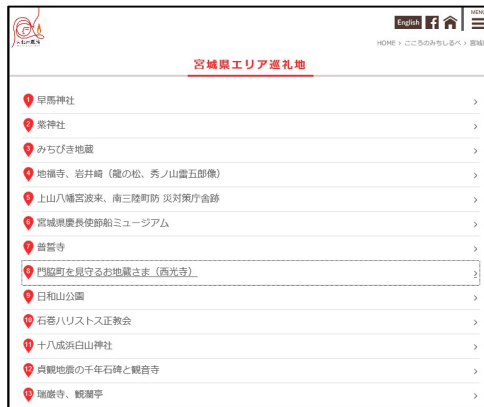 English
MENU
HOME > こころのみちしるべ > 宮城県
宮城県エリア巡礼地
1 早馬神社
2 紫神社
3 みちびき地蔵
4 地福寺、岩井崎（龍の松、秀ノ山雷五郎像）
5 上山八幡宮波来、南三陸町防 災対策庁舎跡
6 宮城県慶長使節船ミュージアム
7 普誓寺
8 門脇町を見守るお地蔵さま（西光寺）
9 日和山公園
10 石巻ハリストス正教会
11 十八成浜白山神社
12 貞観地震の千年石碑と観音寺
13 瑞巌寺、観瀾亭